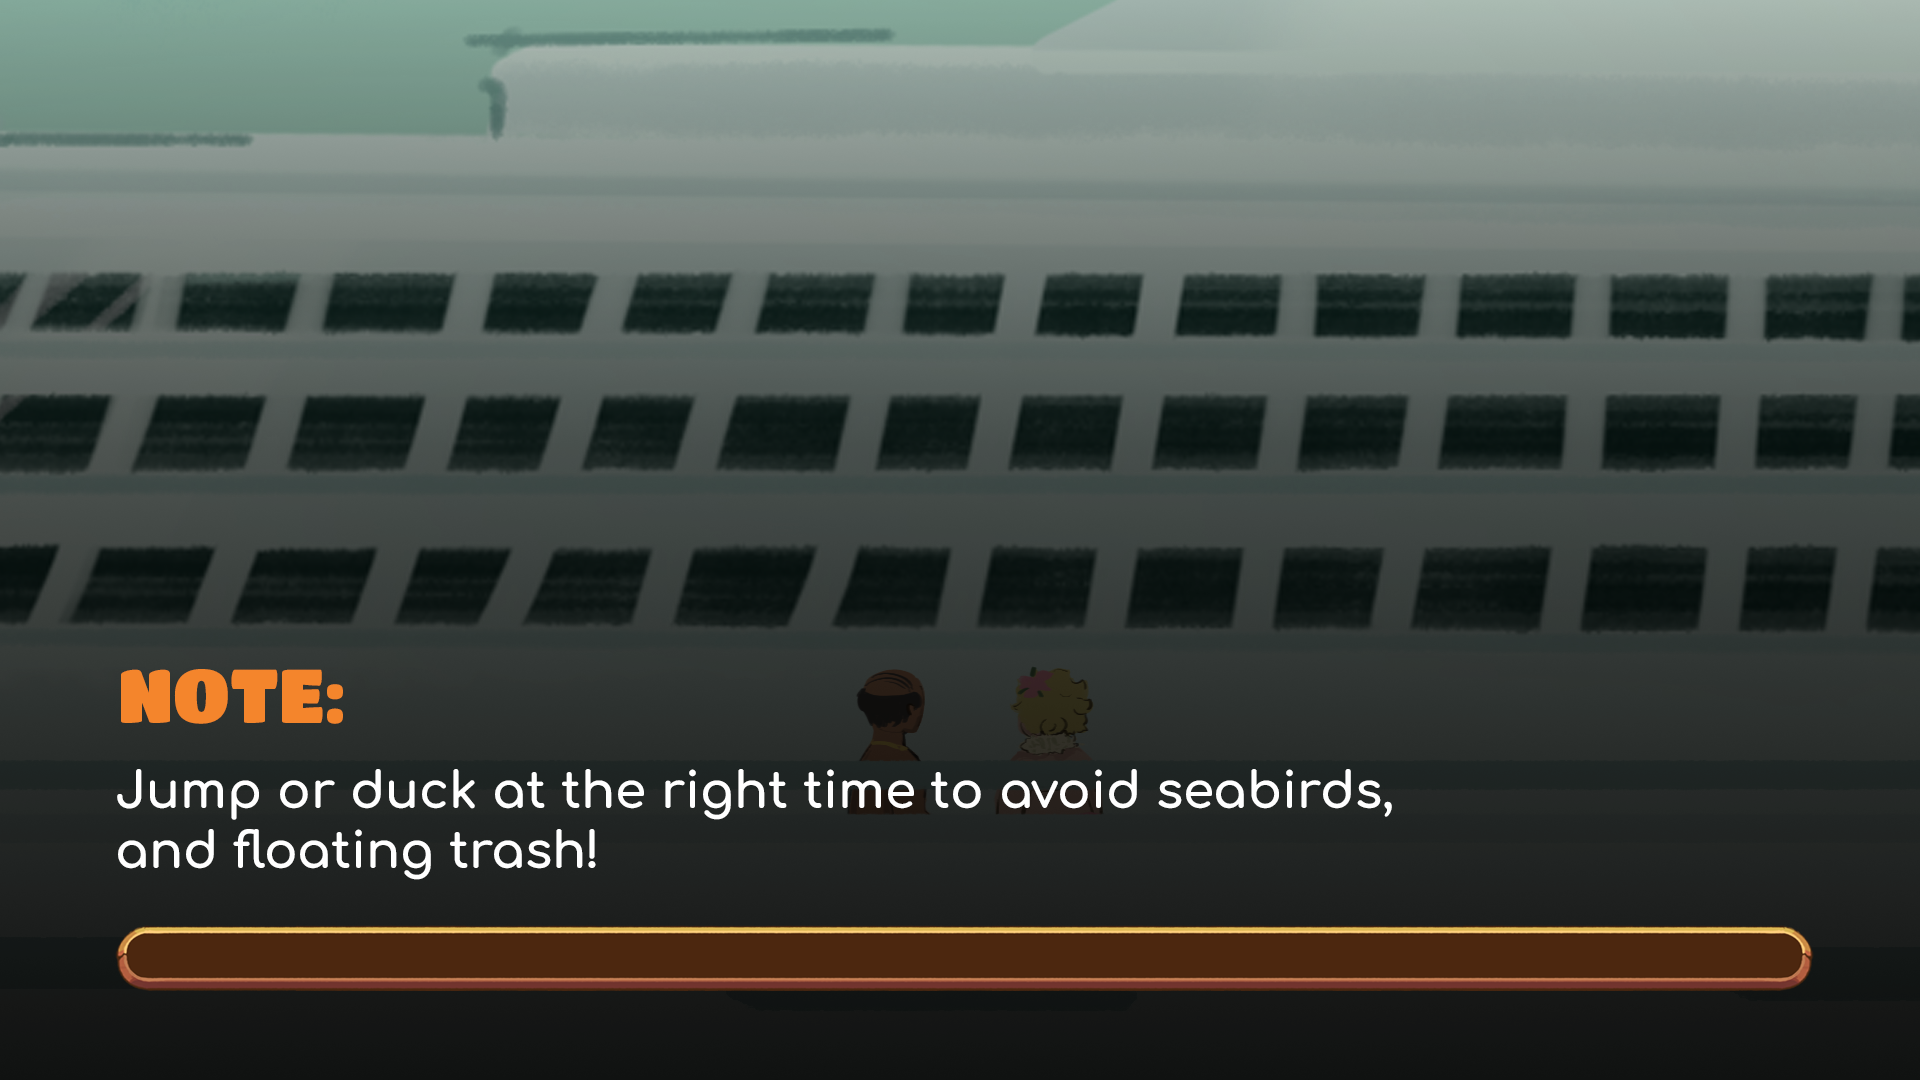 NOTE:
Jump or duck at the right time to avoid seabirds,
and floating trash!